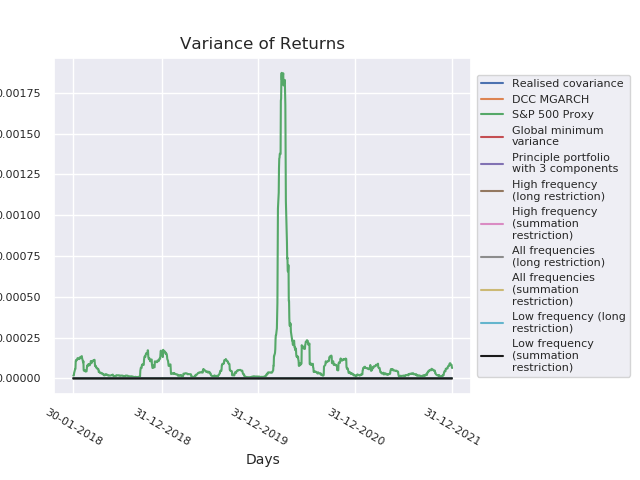 Variance of Returns
0.00175
0.00150
0.00125
0.00100
0.00075
0.00050
0.00025
0.00000
30-01-2018
31-12-2018
31-12-2019
31-12-2020
31-12-2021
Days
Realised covariance
DCC MGARCH
S&P 500 Proxy
Global minimum
variance
Principle portfolio
with 3 components
High frequency
(long restriction)
High frequency
(summation
restriction)
All frequencies
(long restriction)
All frequencies
(summation
restriction)
Low frequency (long
restriction)
Low frequency
(summation
restriction)